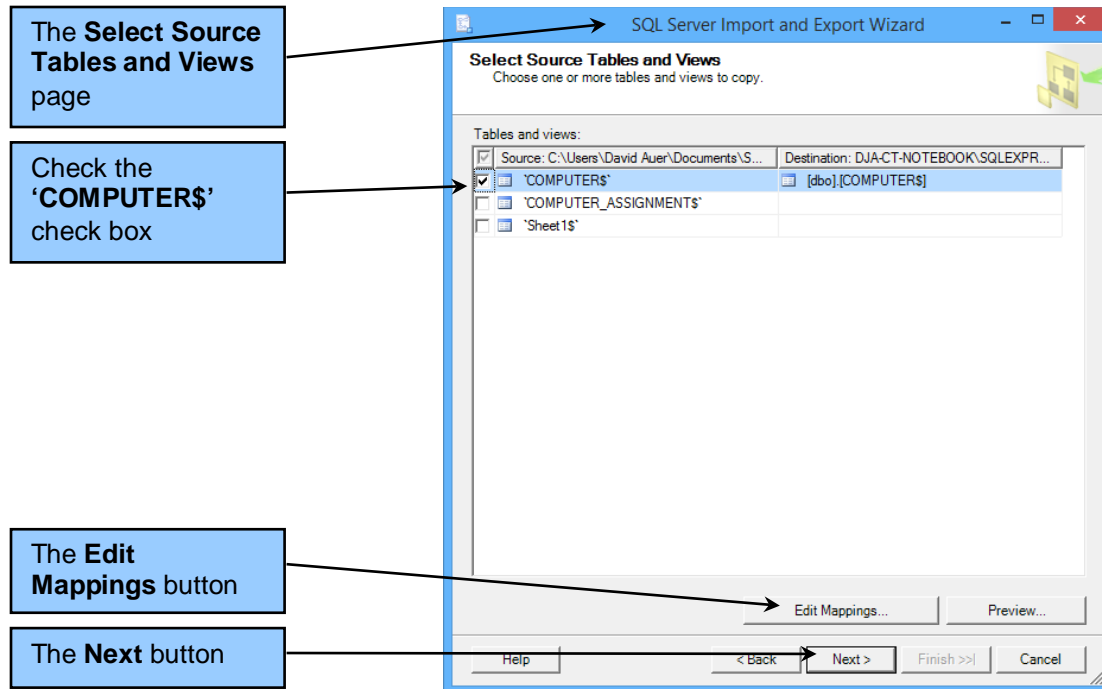 The Select Source
Tables and Views
page
Check the
‘COMPUTER$’
check box
The Edit
Mappings button
The Next button
SQL Server Import and Export Wizard
Select Source Tables and Views
Choose one or more tables and views to copy.
Tables and views:
Source: C:\Users\David Auer\Documents\S... Destination: DJA-CT-NOTEBOOK\SQLEXPR...
`COMPUTER$` [dbo].[COMPUTER$]
`COMPUTER_ASSIGNMENT$`
`Sheet1$`
Edit Mappings... Preview...
Help < Back Next > Finish >>| Cancel